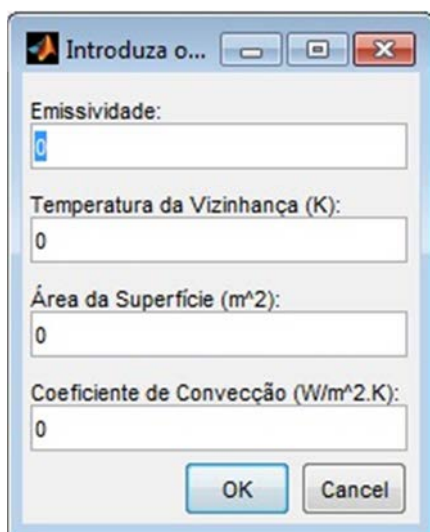 Introduza o...
Emissividade:
0
Temperatura da Vizinhança (K):
0
Área da Superfície (m^2):
0
Coeficiente de Convecção (W/m^2.K):
0
OK Cancel